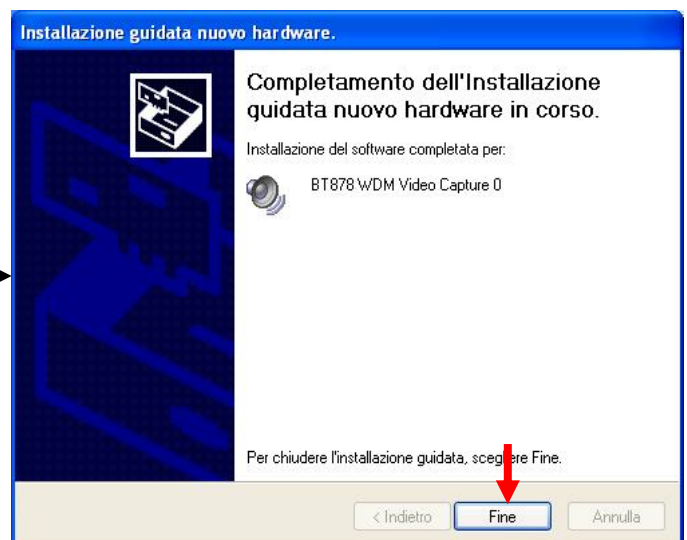 Installazione guidata nuovo hardware.
Completamento dell'Installazione
guidata nuovo hardware in corso.
Installazione del software completata per:
BT878 WDM Video Capture 0
Per chiudere l'installazione guidata, scegliere Fine.
< Indietro
Fine
Annulla